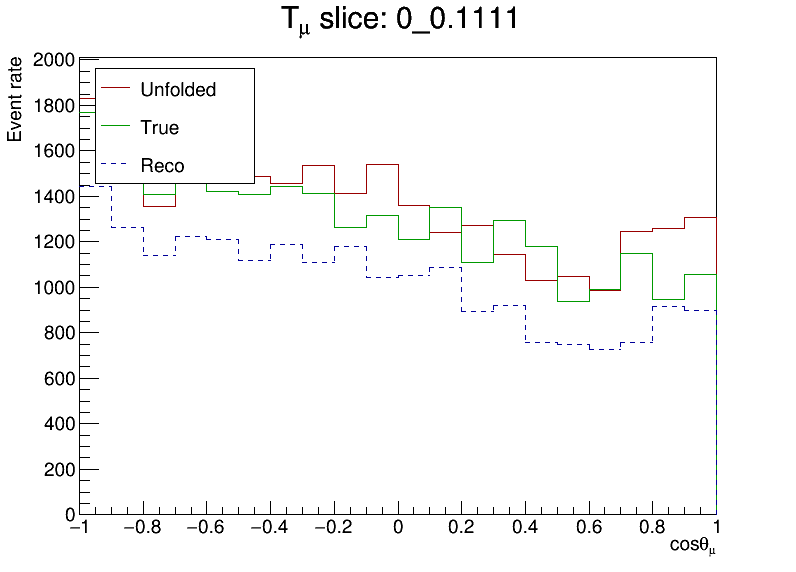 Tμ slice: 0_0.1111
Event rate
2000
1800
1600
1400
1200
1000
800
600
400
200
0
Unfolded
True
Reco
−1 −0.8 −0.6 −0.4 −0.2 0 0.2 0.4 0.6 0.8 1
cosθμ